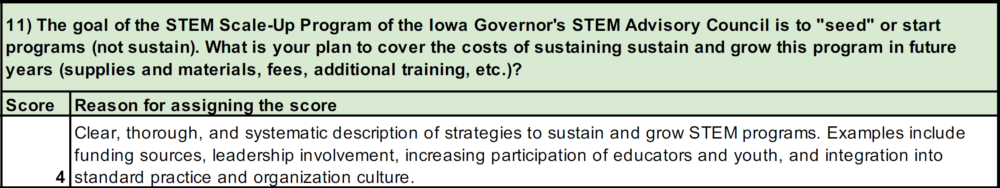 11) The goal of the STEM Scale-Up Program of the Iowa Governor's STEM Advisory Council is to "seed" or start
programs (not sustain). What is your plan to cover the costs of sustaining sustain and grow this program in future
years (supplies and materials, fees, additional training, etc.)?
Score Reason for assigning the score
Clear, thorough, and systematic description of strategies to sustain and grow STEM programs. Examples include
funding sources, leadership involvement, increasing participation of educators and youth, and integration into
4 standard practice and organization culture.